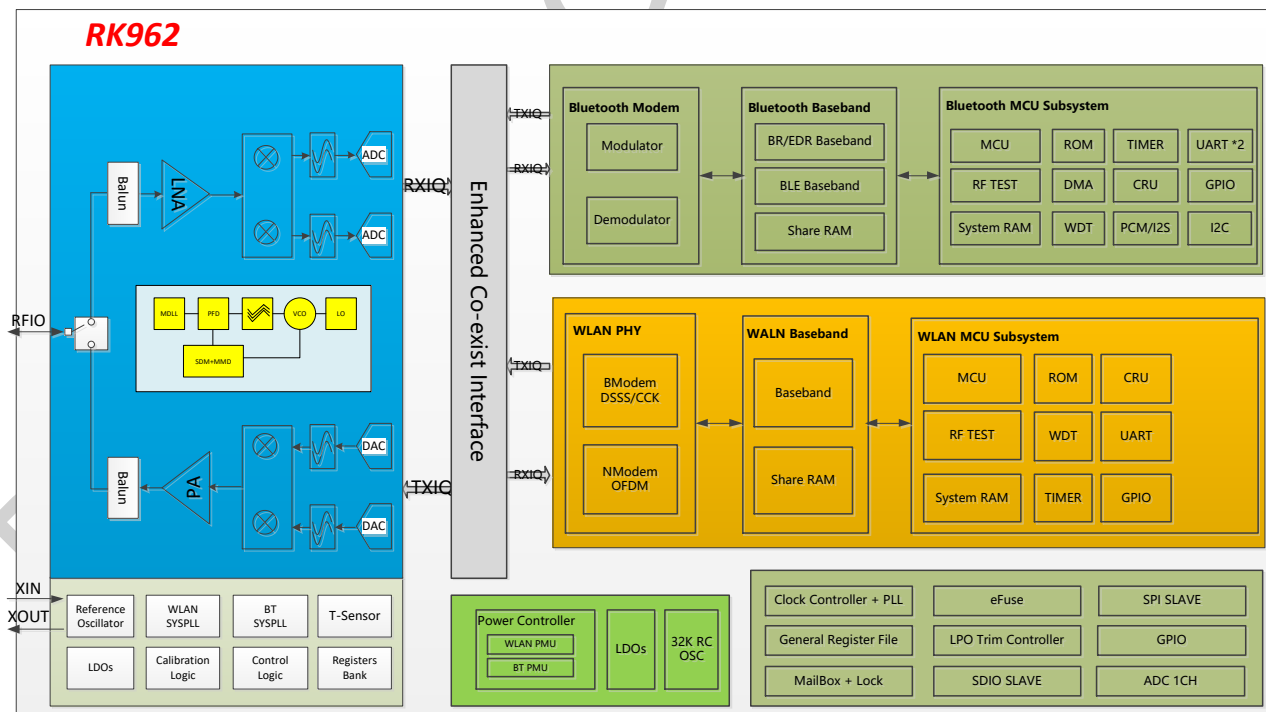 RK962
Balun
LNA
ADC
ADC
RFIO
MDLL
PFD
VCO
LO
SDM+MMD
Balun
PA
DAC
DAC
XIN
XOUT
Reference
Oscillator
WLAN
SYSPLL
BT
SYSPLL
T-Sensor
LDOs
Calibration
Logic
Control
Logic
Registers
Bank
RXIQ
TXIQ
Enhanced Co-exist Interface
TXIQ
RXIQ
TXIQ
RXIQ
Bluetooth Modem
Modulator
Demodulator
Bluetooth Baseband
BR/EDR Baseband
BLE Baseband
Share RAM
Bluetooth MCU Subsystem
MCU
ROM
TIMER
UART *2
RF TEST
DMA
CRU
GPIO
System RAM
WDT
PCM/I2S
I2C
WLAN PHY
BModem
DSSS/CCK
NModem
OFDM
WALN Baseband
Baseband
Share RAM
WLAN MCU Subsystem
MCU
ROM
CRU
RF TEST
WDT
UART
System RAM
TIMER
GPIO
Power Controller
WLAN PMU
BT PMU
LDOs
32K RC
OSC
Clock Controller + PLL
eFuse
SPI SLAVE
General Register File
LPO Trim Controller
GPIO
MailBox + Lock
SDIO SLAVE
ADC 1CH